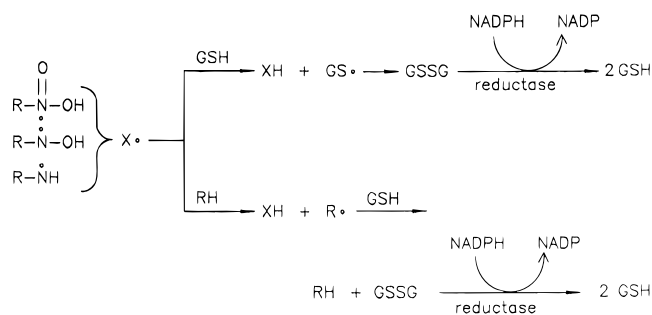 NADPH NADP
O
GSH XH + GS• → GSSG reductase 2 GSH
R–N–OH
R–N–OH X•
R–NH
RH XH + R• GSH
NADPH NADP
RH + GSSG reductase 2 GSH